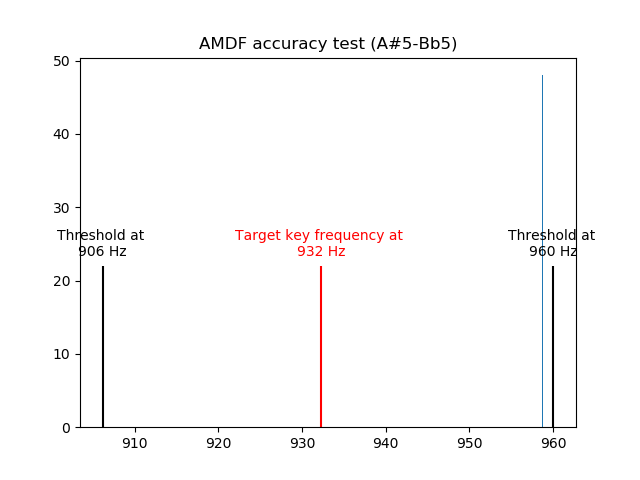 AMDF accuracy test (A#5-Bb5)
50
40
30
20
10
0
Threshold at
906 Hz
Target key frequency at
932 Hz
Threshold at
960 Hz
910
920
930
940
950
960